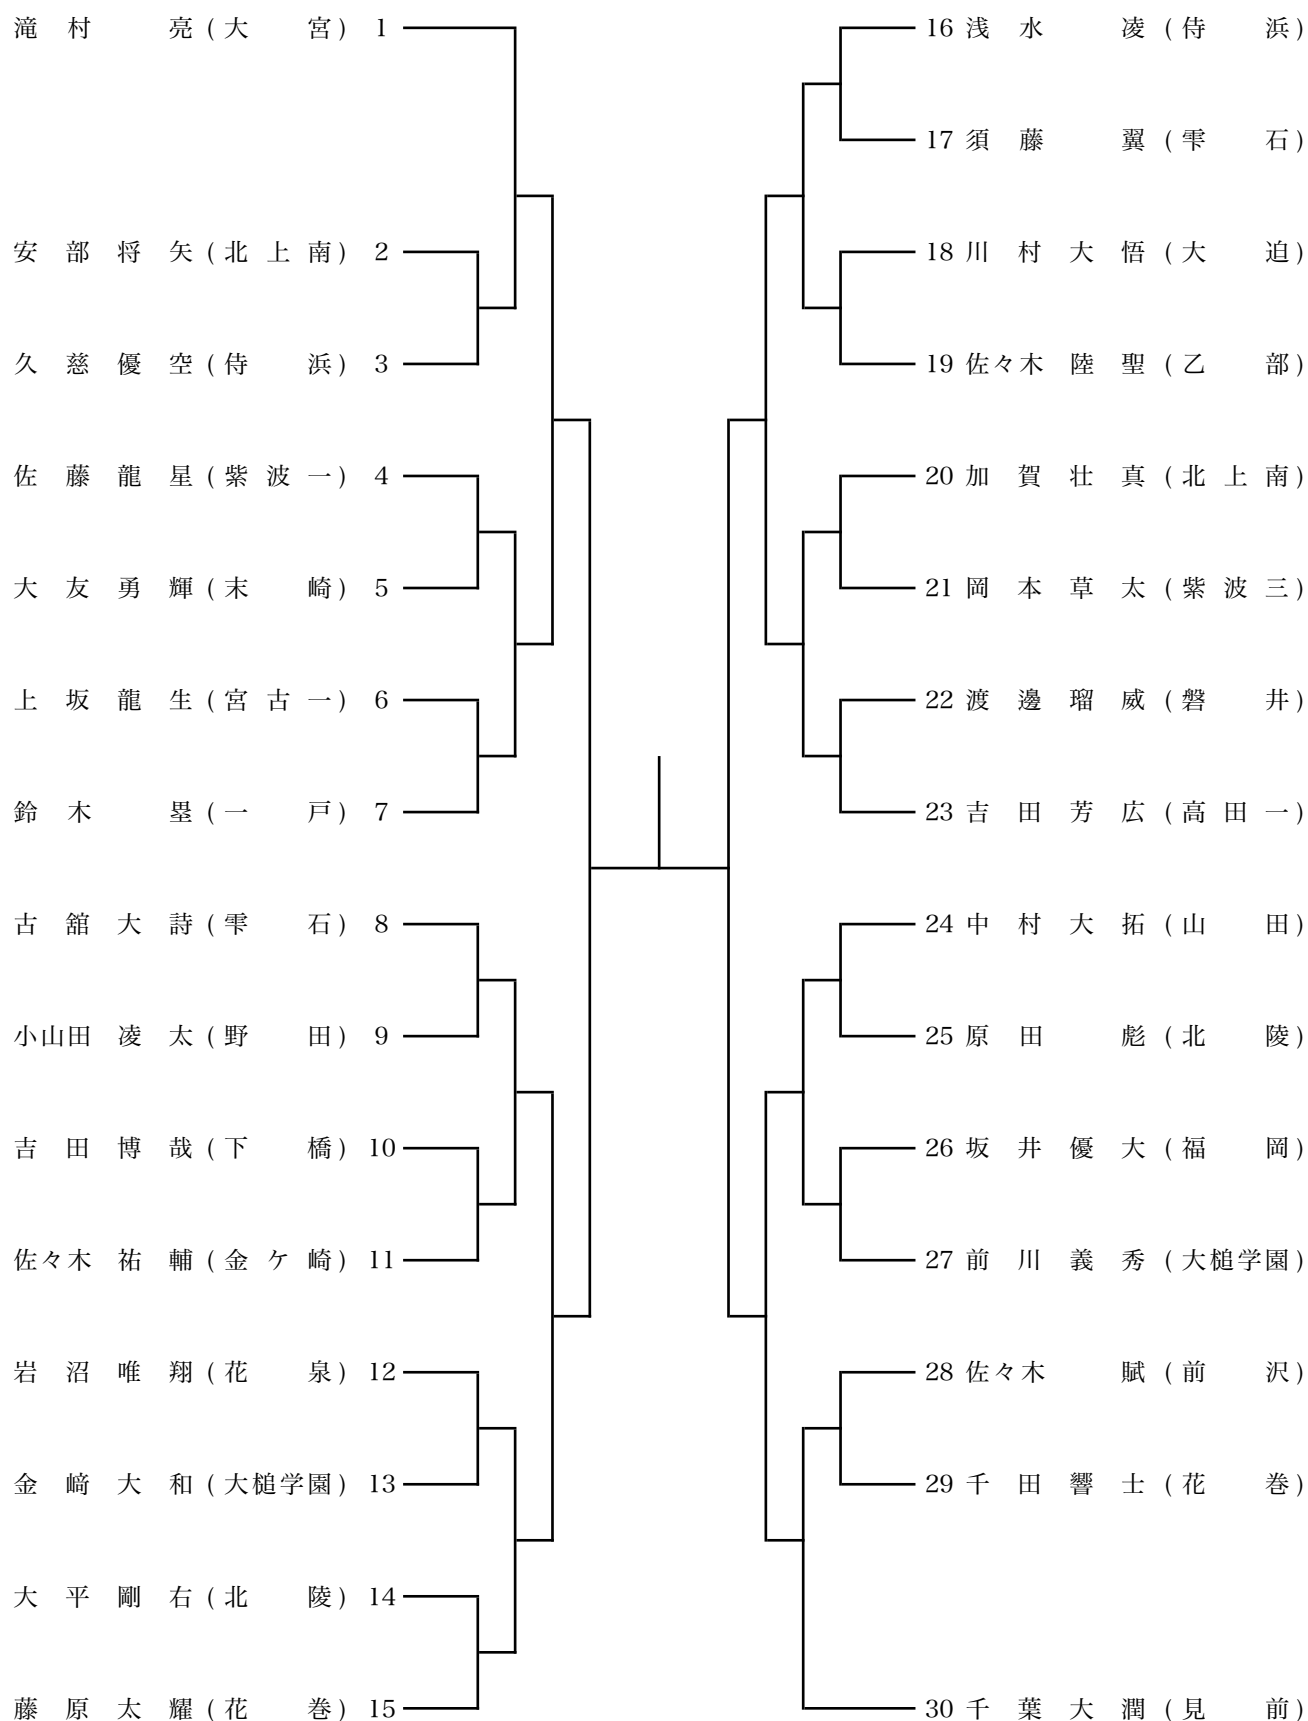 滝村亮(大宮) 1
安部将矢(北上南) 2
久慈優空(侍浜) 3
佐藤龍星(紫波一) 4
大友勇輝(末崎) 5
上坂龍生(宮古一) 6
鈴木塁(一戸) 7
古舘大詩(雫石) 8
小山田凌太(野田) 9
吉田博哉(下橋) 10
佐々木祐輔(金ケ崎) 11
岩沼唯翔(花泉) 12
金﨑大和(大槌学園) 13
大平剛右(北陵) 14
藤原太耀(花巻) 15
16 浅水凌(侍浜)
17 須藤翼(雫石)
18 川村大悟(大迫)
19 佐々木陸聖(乙部)
20 加賀壮真(北上南)
21 岡本草太(紫波三)
22 渡邊瑠威(磐井)
23 吉田芳広(高田一)
24 中村大拓(山田)
25 原田彪(北陵)
26 坂井優大(福岡)
27 前川義秀(大槌学園)
28 佐々木賦(前沢)
29 千田響士(花巻)
30 千葉大潤(見前)